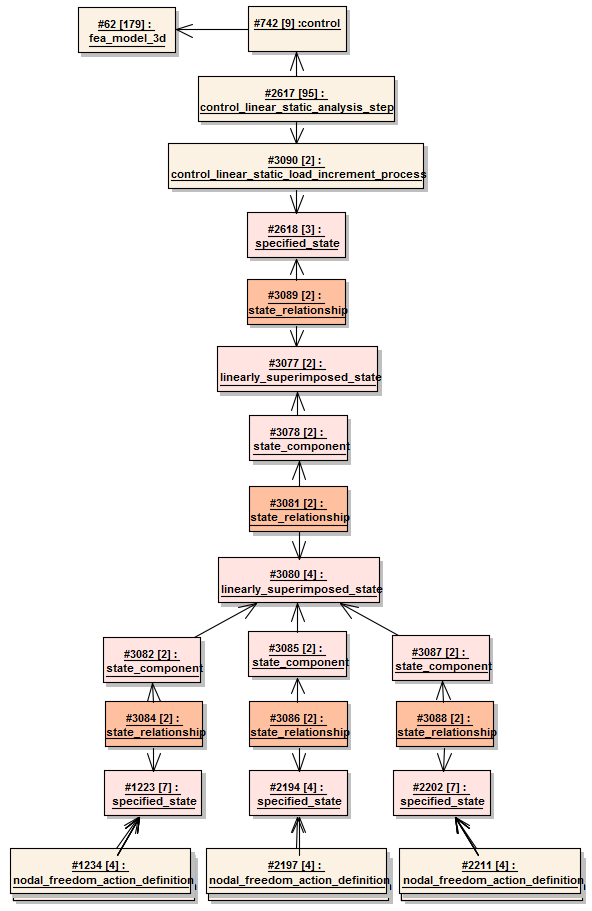 #62 [179] :
fea_model_3d
#742 [9] :control
#2617 [95] :
control_linear_static_analysis_step
#3090 [2] :
control_linear_static_load_increment_process
#2618 [3] :
specified_state
#3089 [2] :
state_relationship
#3077 [2] :
linearly_superimposed_state
#3078 [2] :
state_component
#3081 [2] :
state_relationship
#3080 [4] :
linearly_superimposed_state
#3082 [2] :
state_component
#3085 [2] :
state_component
#3087 [2] :
state_component
#3084 [2] :
state_relationship
#3086 [2] :
state_relationship
#3088 [2] :
state_relationship
#1223 [7] :
specified_state
#2194 [4] :
specified_state
#2202 [7] :
specified_state
#1234 [4] :
nodal_freedom_action_definition
#2197 [4] :
nodal_freedom_action_definition
#2211 [4] :
nodal_freedom_action_definition